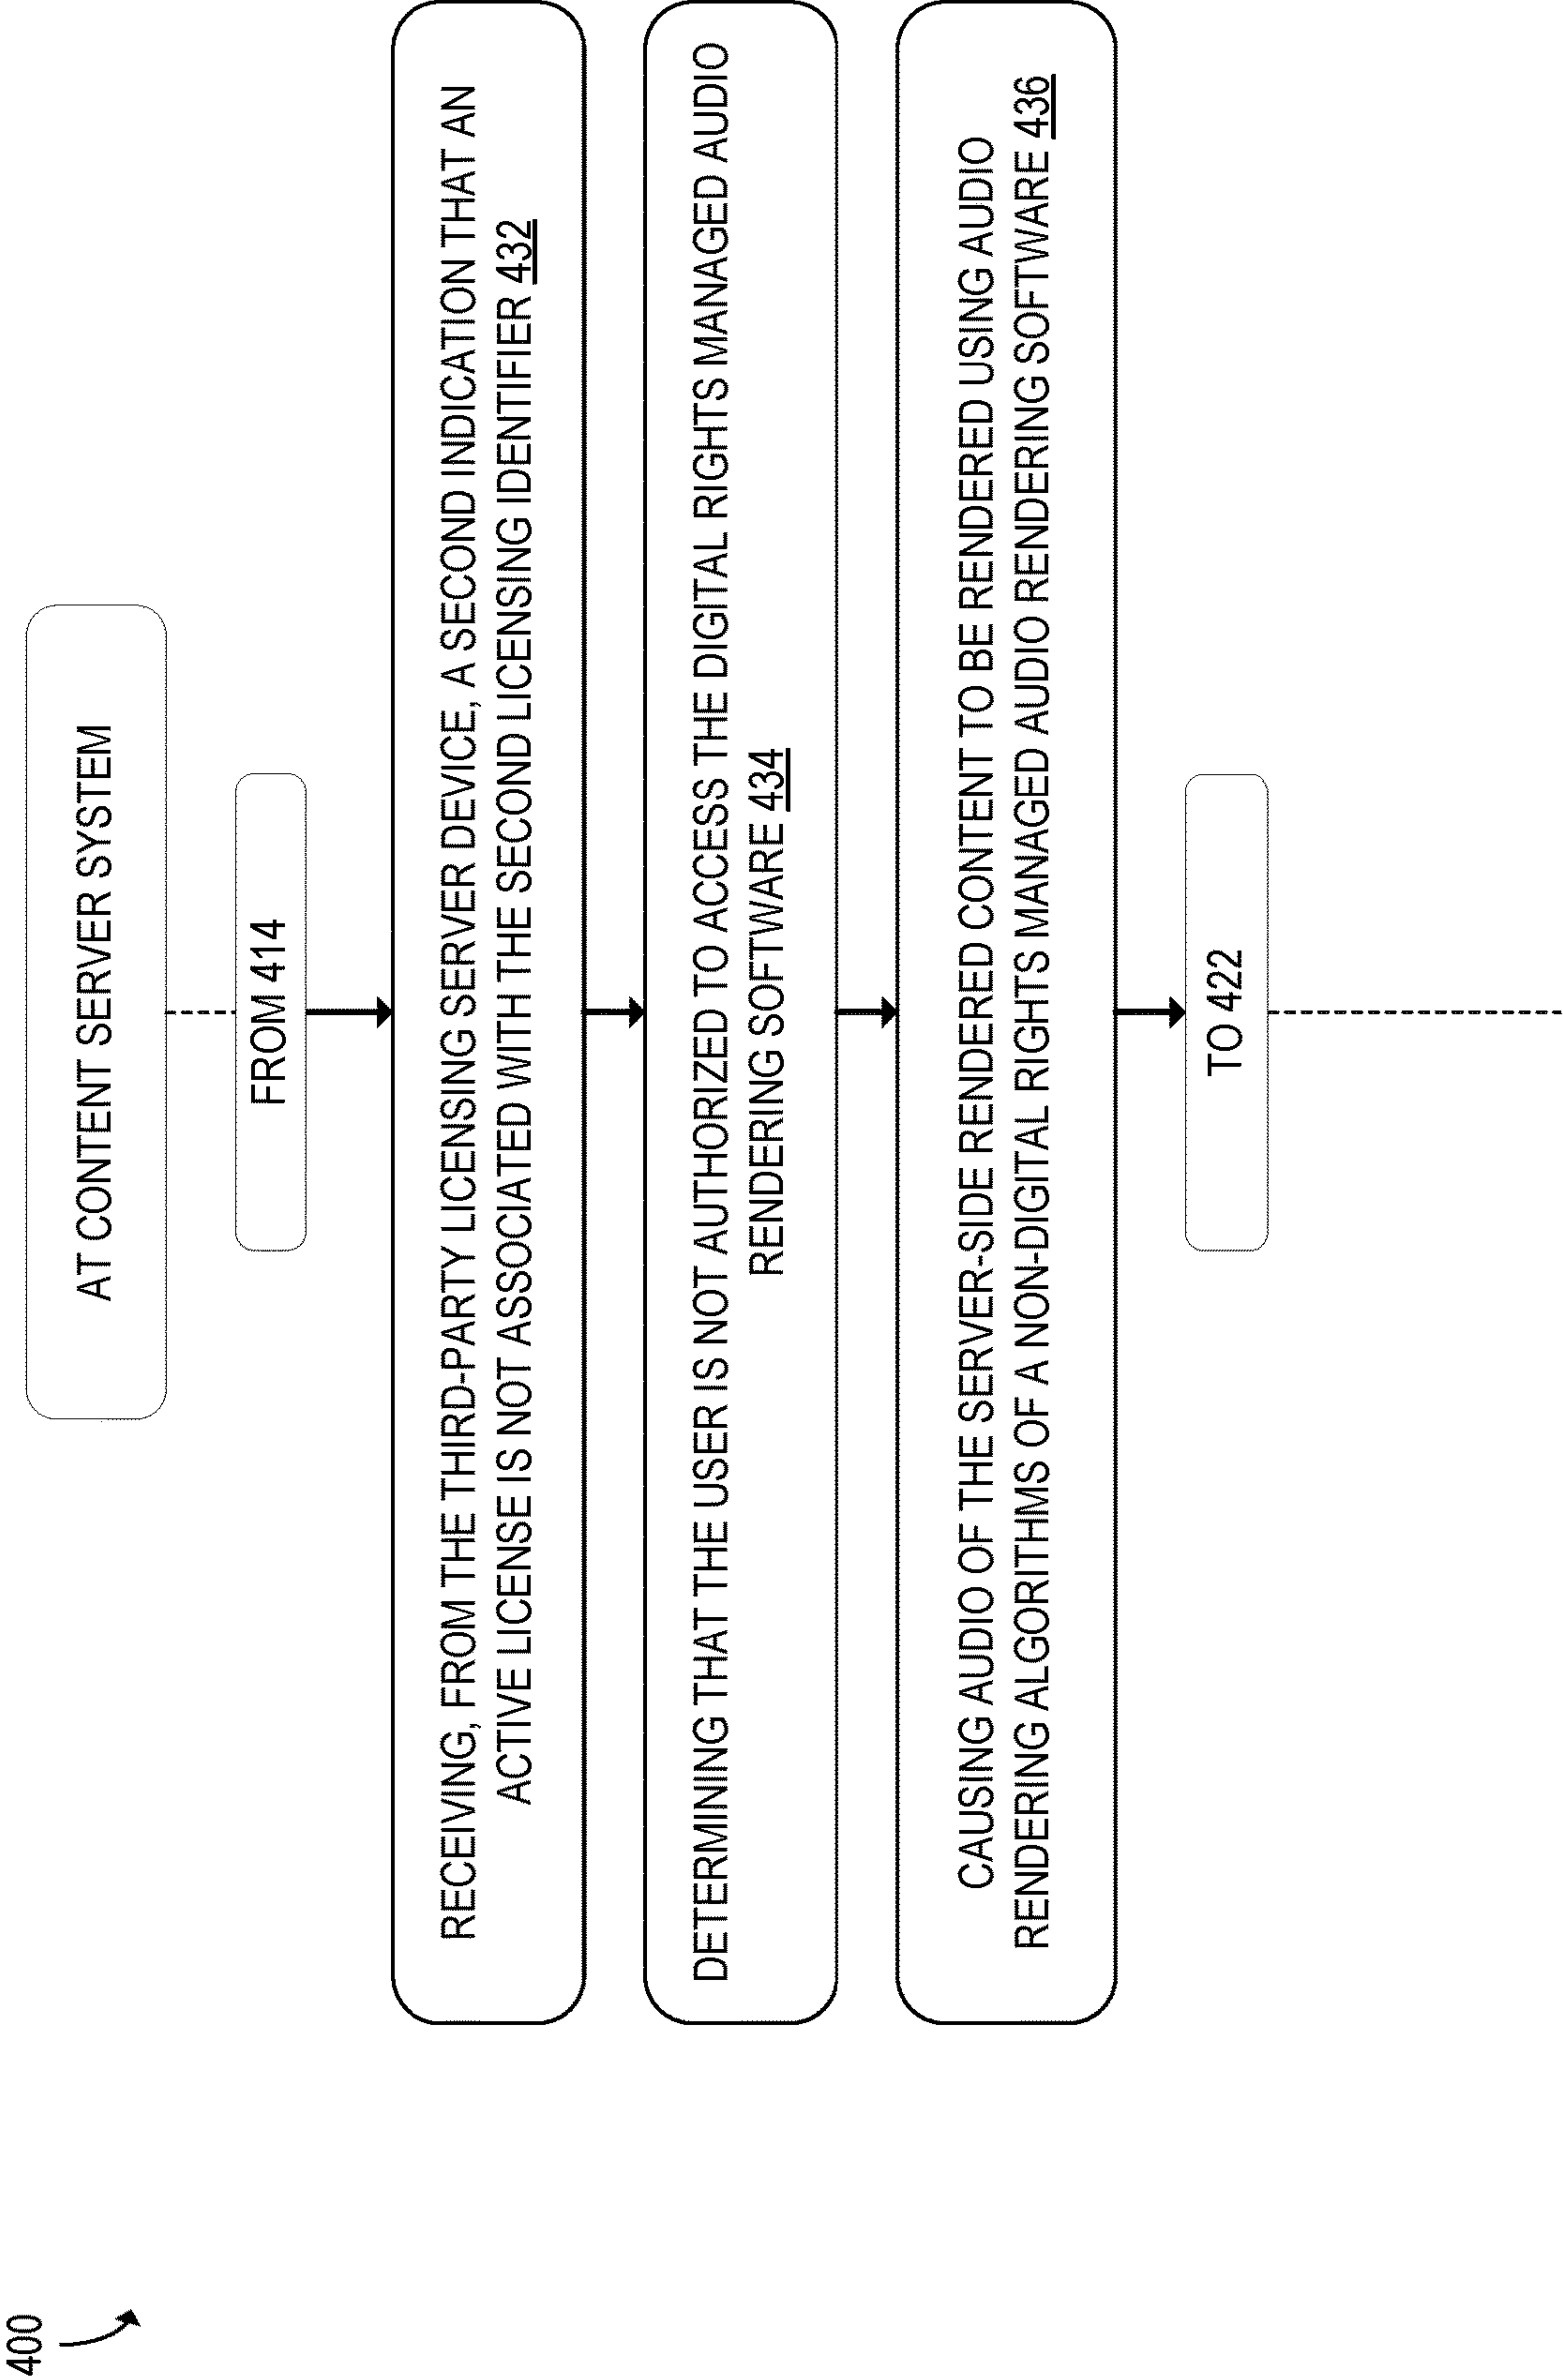 400
AT CONTENT SERVER SYSTEM
FROM 414
RECEIVING, FROM THE THIRD-PARTY LICENSING SERVER DEVICE, A SECOND INDICATION THAT AN
ACTIVE LICENSE IS NOT ASSOCIATED WITH THE SECOND LICENSING IDENTIFIER 432
DETERMINING THAT THE USER IS NOT AUTHORIZED TO ACCESS THE DIGITAL RIGHTS MANAGED AUDIO
RENDERING SOFTWARE 434
CAUSING AUDIO OF THE SERVER-SIDE RENDERED CONTENT TO BE RENDERED USING AUDIO
RENDERING ALGORITHMS OF A NON-DIGITAL RIGHTS MANAGED AUDIO RENDERING SOFTWARE 436
TO 422